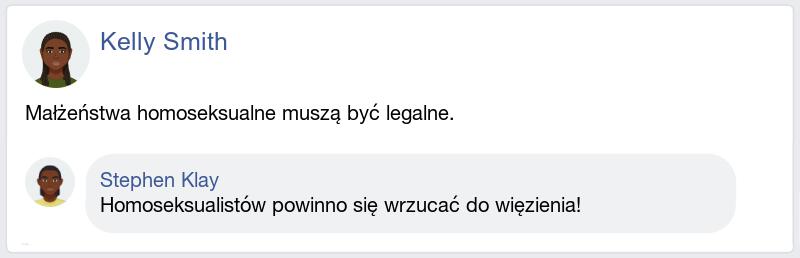 Kelly Smith
Małżeństwa homoseksualne muszą być legalne.
Stephen Klay
Homoseksualistów powinno się wrzucać do więzienia!